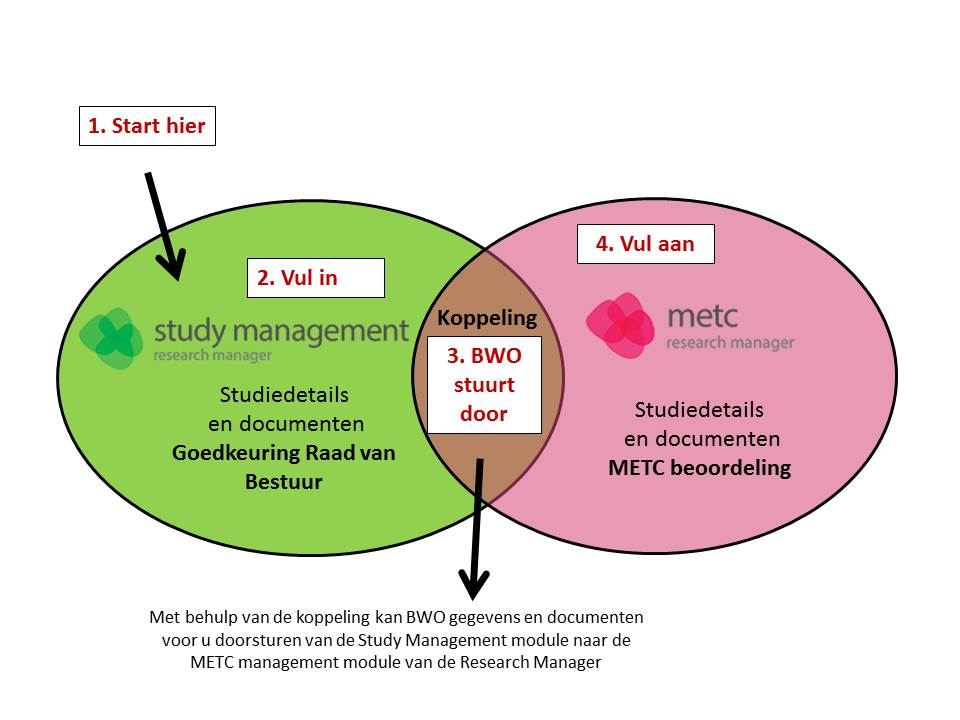 1. Start hier
2. Vul in
study management
research manager
Studiedetails
en documenten
Goedkeuring Raad van
Bestuur
Koppeling
3. BWO
stuurt
door
4. Vul aan
metc
research manager
Studiedetails
en documenten
METC beoordeling
Met behulp van de koppeling kan BWO gegevens en documenten
voor u doorsturen van de Study Management module naar de
METC management module van de Research Manager